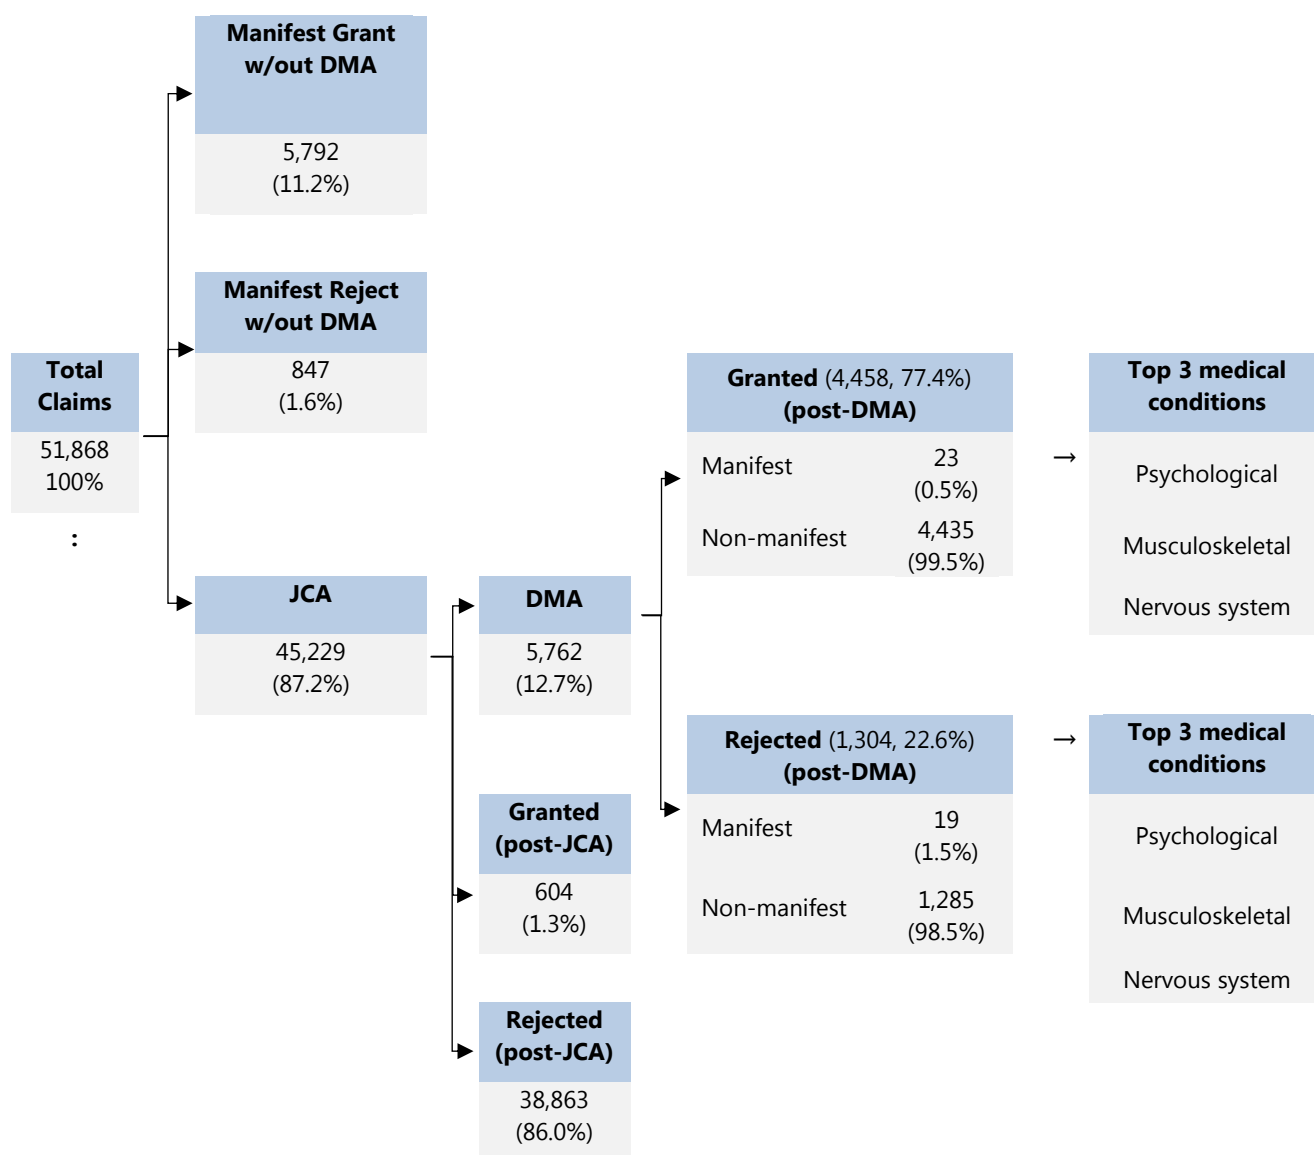 Manifest Grant
w/out DMA
5,792
(11.2%)
Manifest Reject
w/out DMA
847
(1.6%)
Total
Claims
51,868
100%
:
JCA
45,229
(87.2%)
DMA
5,762
(12.7%)
Granted
(post-JCA)
604
(1.3%)
Rejected
(post-JCA)
38,863
(86.0%)
Granted (4,458, 77.4%)
(post-DMA)
Manifest 23
(0.5%)
Non-manifest 4,435
(99.5%)
→
Top 3 medical
conditions
Psychological
Musculoskeletal
Nervous system
Rejected (1,304, 22.6%)
(post-DMA)
Manifest 19
(1.5%)
Non-manifest 1,285
(98.5%)
→
Top 3 medical
conditions
Psychological
Musculoskeletal
Nervous system